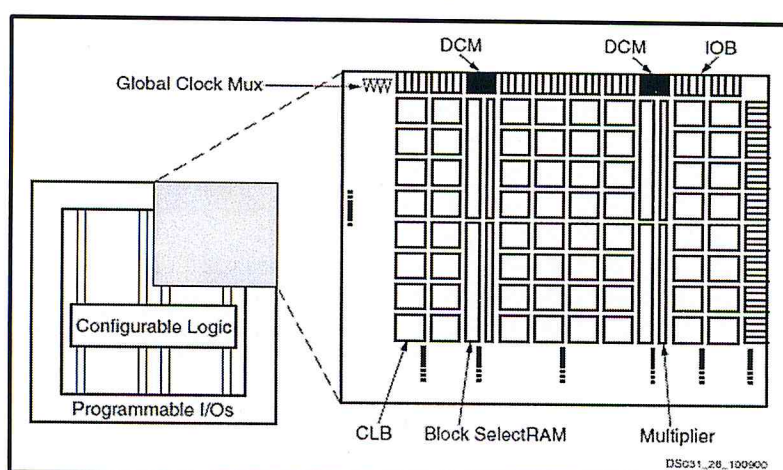 DCM
DCM
IOB
Global Clock Mux
Configurable Logic
Programmable I/Os
CLB
Block SelectRAM
Multiplier
DS031_28_100900